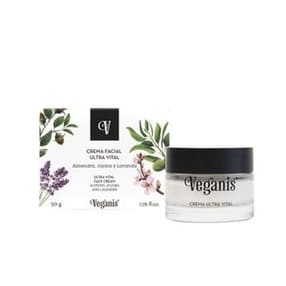 V
CREMA FACIAL
ULTRA VITAL
Almendra, Jojoba y Lavanda
ULTRA VITAL
FACE CREAM
ALMOND, JOJOBA
AND LAVENDER
50 g
Veganis
1,76 fl.oz.
Veganis
CREMA ULTRA VITAL